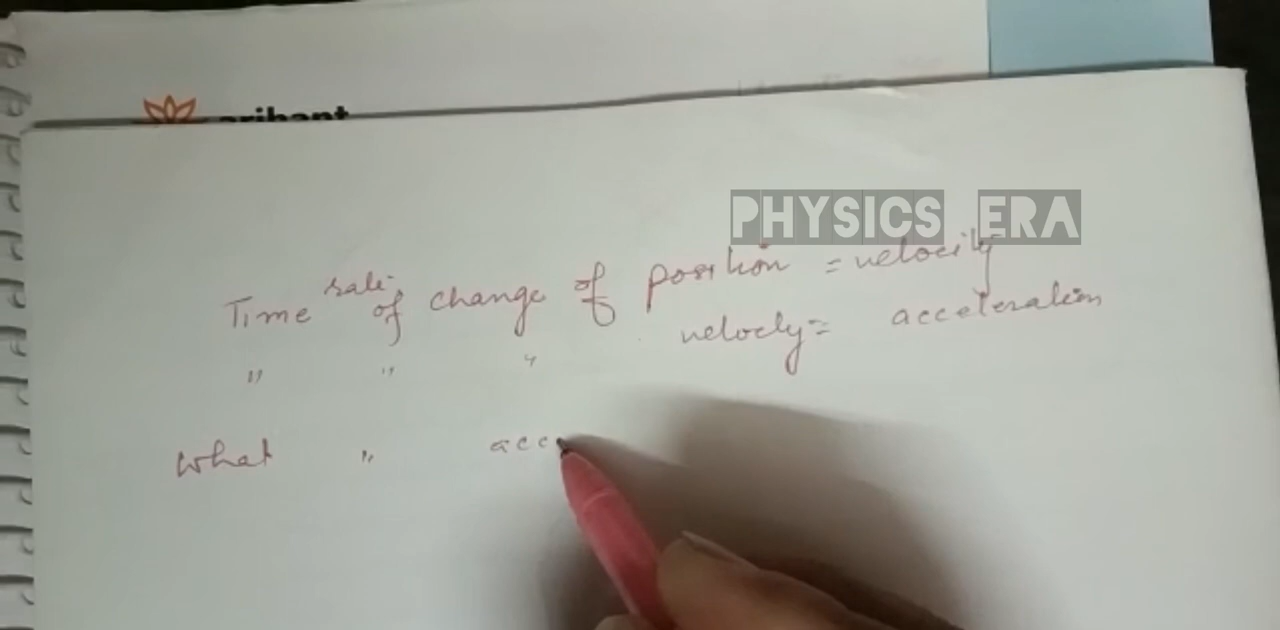 arihant
PHYSICS ERA
Time rate of change of position = velocity
" " " velocity = acceleration
What " acc